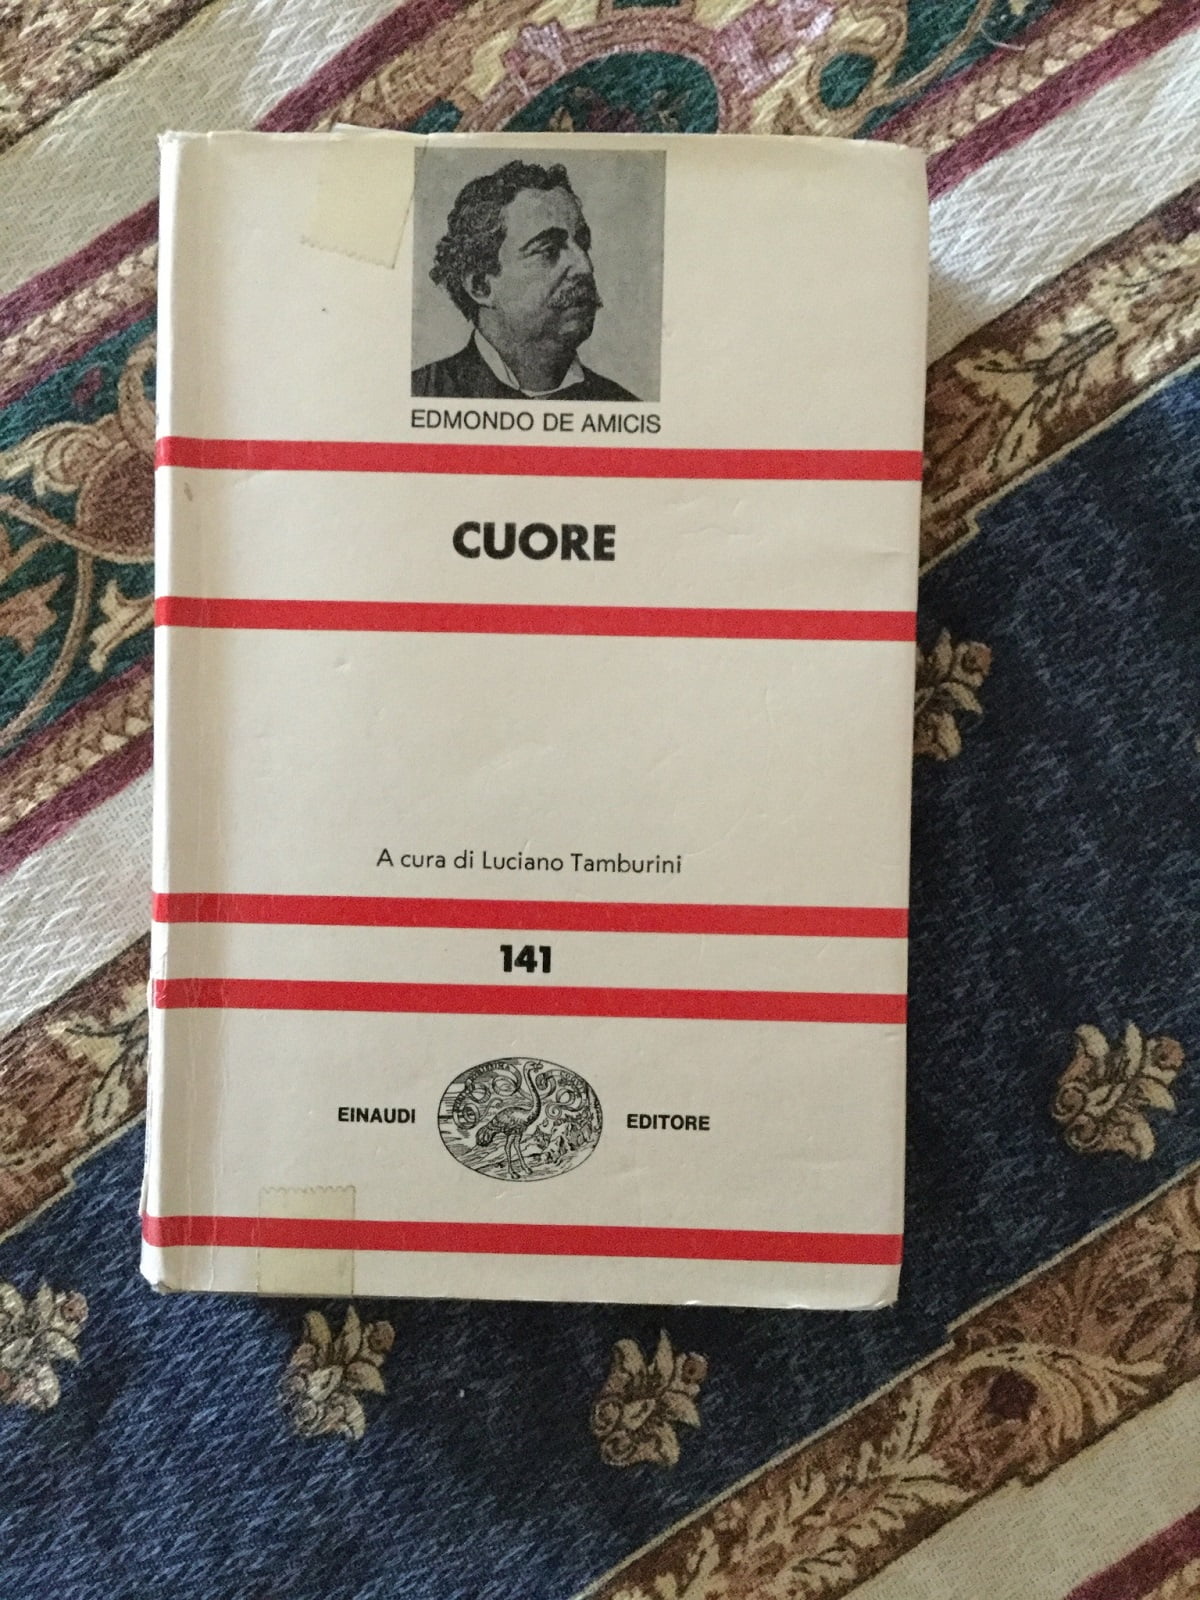 EDMONDO DE AMICIS
CUORE
A cura di Luciano Tamburini
141
EINAUDI EDITORE